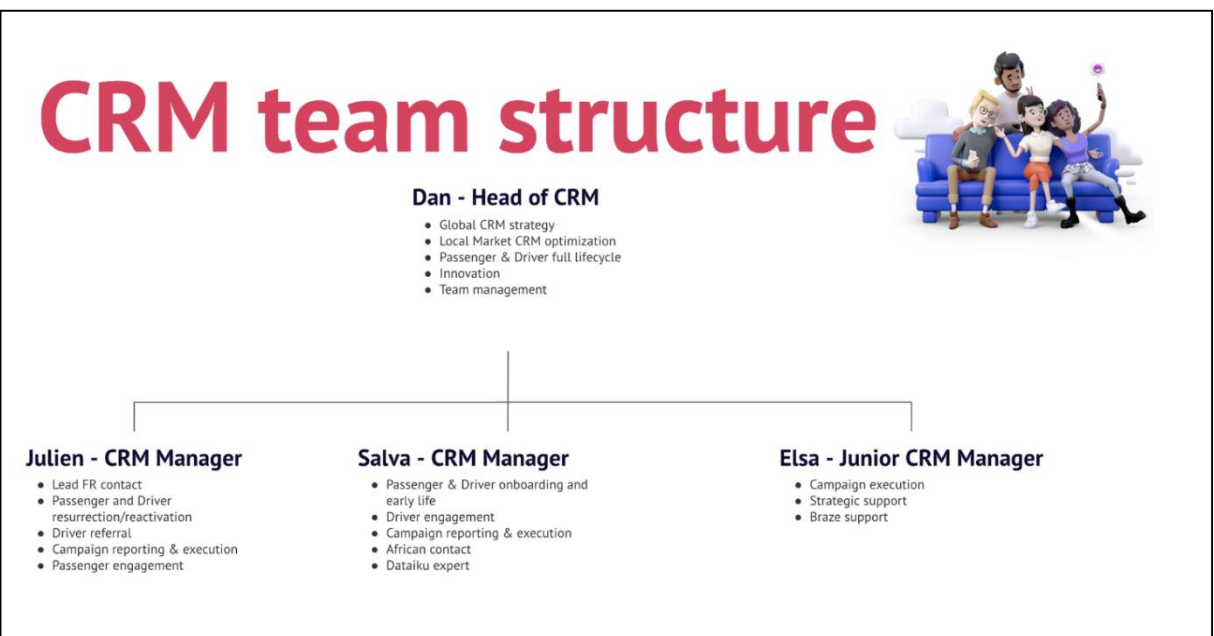 CRM team structure
Dan - Head of CRM
● Global CRM strategy
● Local Market CRM optimization
● Passenger & Driver full lifecycle
● Innovation
● Team management
Julien - CRM Manager
● Lead FR contact
● Passenger and Driver
resurrection/reactivation
● Driver referral
● Campaign reporting & execution
● Passenger engagement
Salva - CRM Manager
● Passenger & Driver onboarding and
early life
● Driver engagement
● Campaign reporting & execution
● African contact
● Dataiku expert
Elsa - Junior CRM Manager
● Campaign execution
● Strategic support
● Braze support